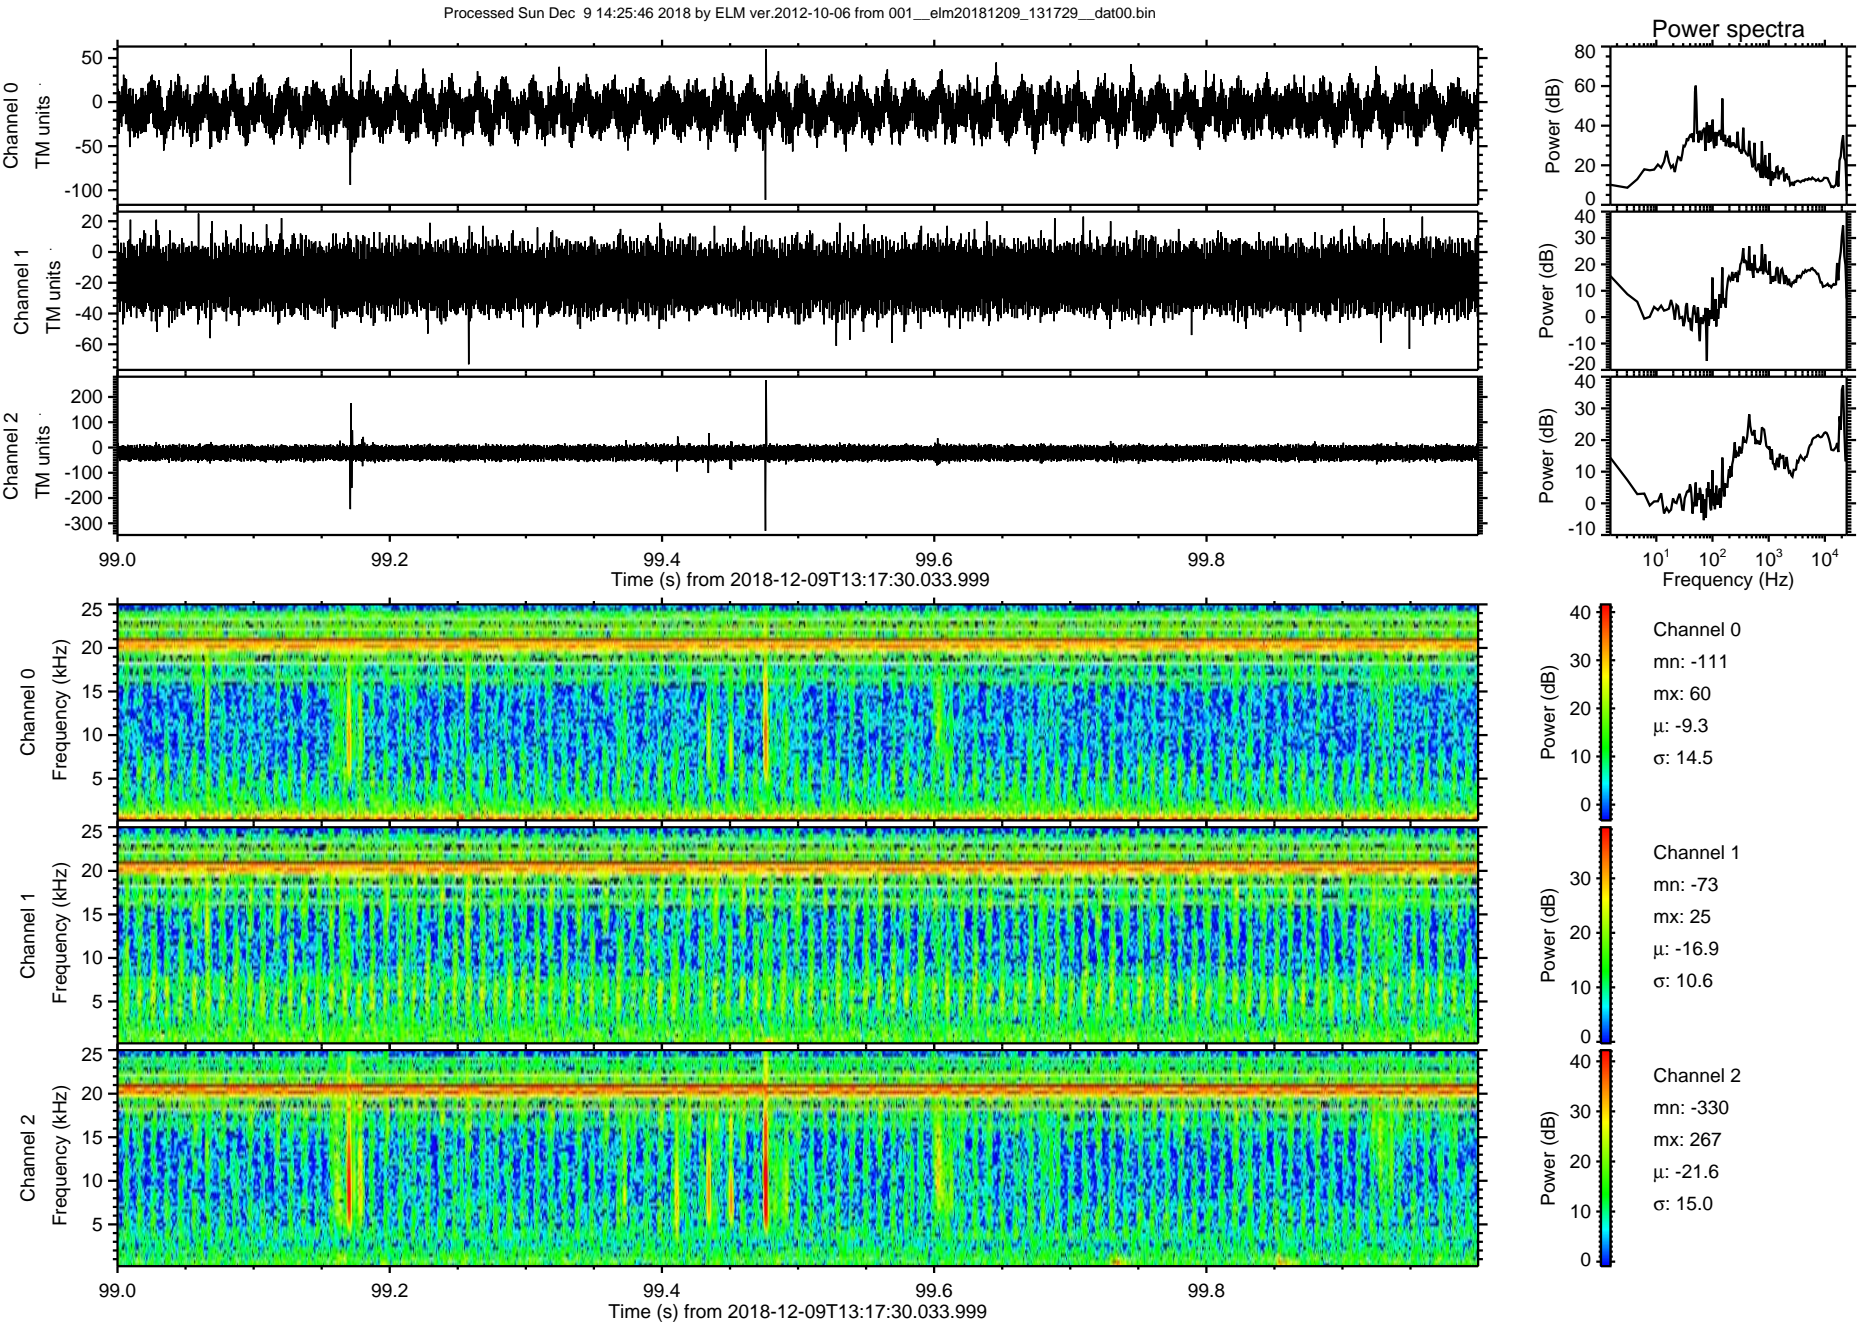 Processed Sun Dec  9 14:25:46 2018 by ELM ver.2012-10-06 from 001__elm20181209_131729__dat00.bin
Power spectra
Channel 0
TM units
50
0
-50
-100
Power (dB)
80
60
40
20
0
Channel 1
TM units
20
0
-20
-40
-60
Power (dB)
40
30
20
10
0
-10
-20
Channel 2
TM units
200
100
0
-100
-200
-300
Power (dB)
40
30
20
10
0
-10
99.0 99.2 99.4 99.6 99.8
Time (s) from 2018-12-09T13:17:30.033.999
10¹ 10² 10³ 10⁴
Frequency (Hz)
Channel 0
Frequency (kHz)
25
20
15
10
5
Power (dB)
40
30
20
10
0
Channel 0
mn: -111
mx: 60
µ: -9.3
σ: 14.5
Channel 1
Frequency (kHz)
25
20
15
10
5
Power (dB)
30
20
10
0
Channel 1
mn: -73
mx: 25
µ: -16.9
σ: 10.6
Channel 2
Frequency (kHz)
25
20
15
10
5
Power (dB)
40
30
20
10
0
Channel 2
mn: -330
mx: 267
µ: -21.6
σ: 15.0
99.0 99.2 99.4 99.6 99.8
Time (s) from 2018-12-09T13:17:30.033.999